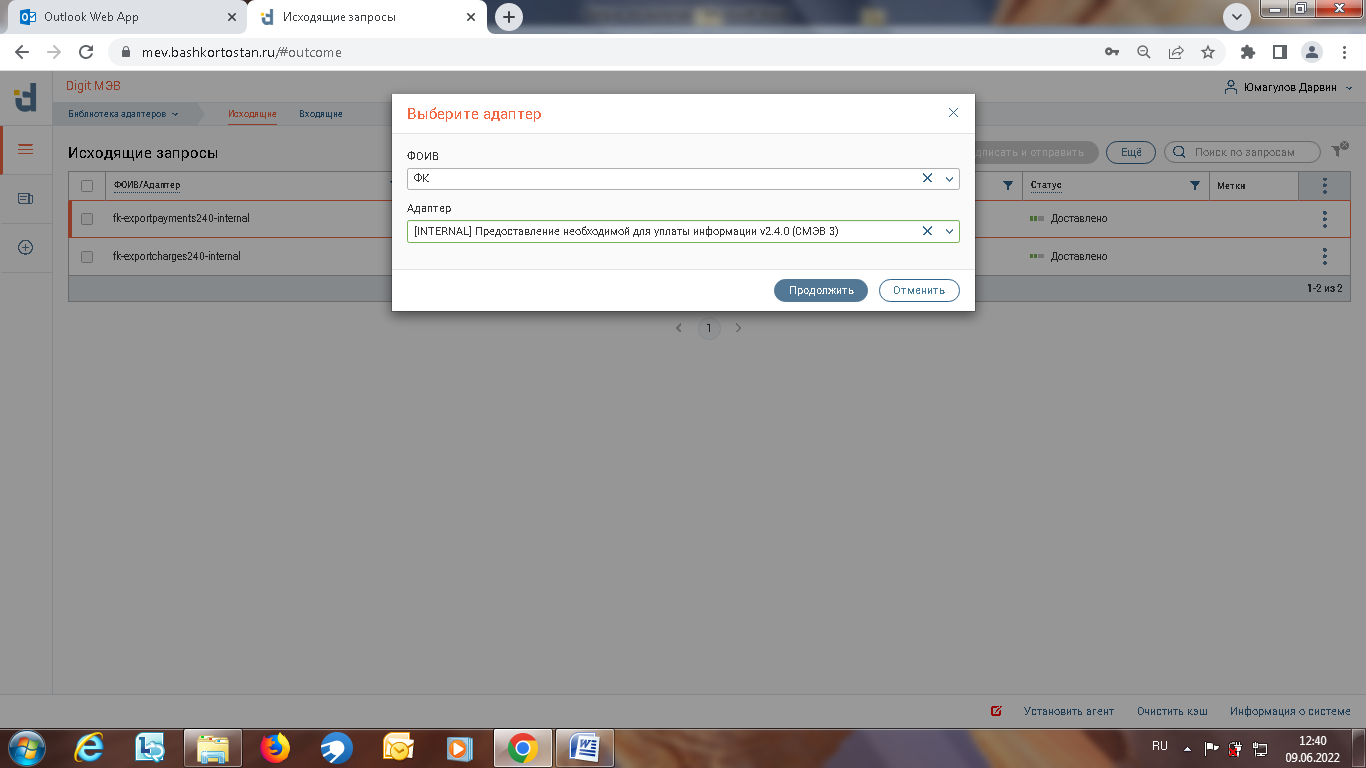 Outlook Web App
Исходящие запросы
mev.bashkortostan.ru/#outcome
Digit МЭВ
Юмагулов Дарвин
Библиотека адаптеров
Исходящие
Входящие
Исходящие запросы
и отправить
Ещё
Поиск по запросам
ФОИВ/Адаптер
Статус
Метки
fk-exportpayments240-internal
Доставлено
fk-exportcharges240-internal
Доставлено
1-2 из 2
1
Выберите адаптер
ФОИВ
ФК
Адаптер
[INTERNAL] Предоставление необходимой для уплаты информации v2.4.0 (СМЭВ 3)
Продолжить
Отменить
Установить агент
Очистить кэш
Информация о системе
RU
12:40
09.06.2022